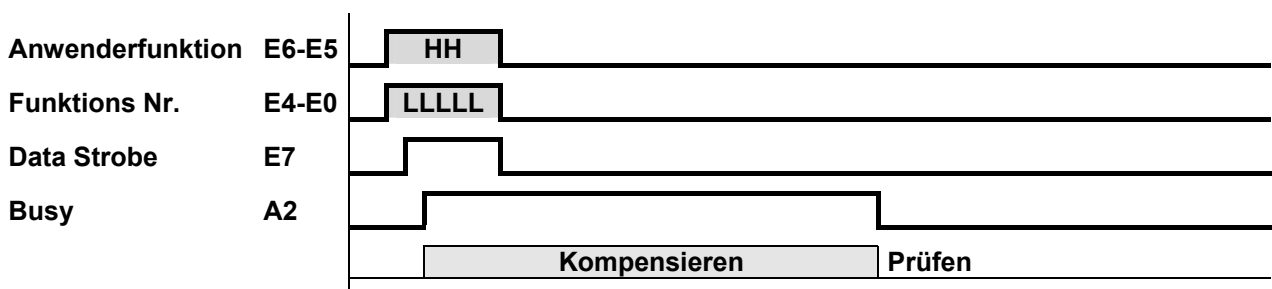 Anwenderfunktion E6-E5 HH
Funktions Nr. E4-E0 LLLLL
Data Strobe E7
Busy A2
Kompensieren Prüfen